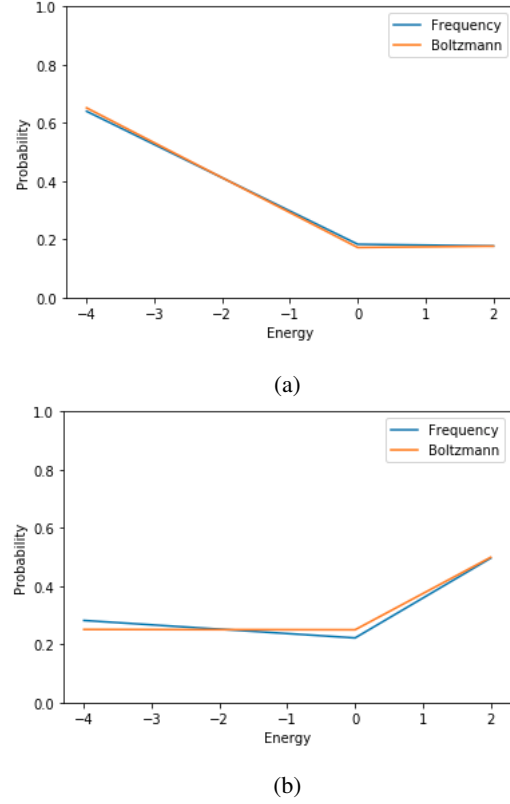 1.0
Frequency
Boltzmann
0.8
0.6
Probability
0.4
0.2
0.0
−4 −3 −2 −1 0 1 2
Energy
(a)
1.0
Frequency
Boltzmann
0.8
0.6
Probability
0.4
0.2
0.0
−4 −3 −2 −1 0 1 2
Energy
(b)